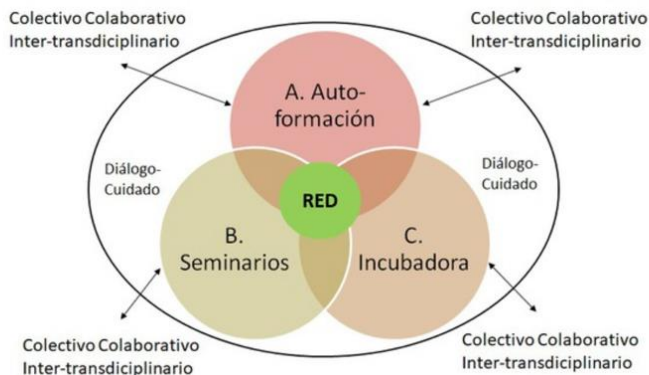 Colectivo Colaborativo
Inter-transdiciplinario
Colectivo Colaborativo
Inter-transdiciplinario
A. Auto-
formación
Diálogo-
Cuidado
Diálogo-
Cuidado
RED
B.
Seminarios
C.
Incubadora
Colectivo Colaborativo
Inter-transdiciplinario
Colectivo Colaborativo
Inter-transdiciplinario